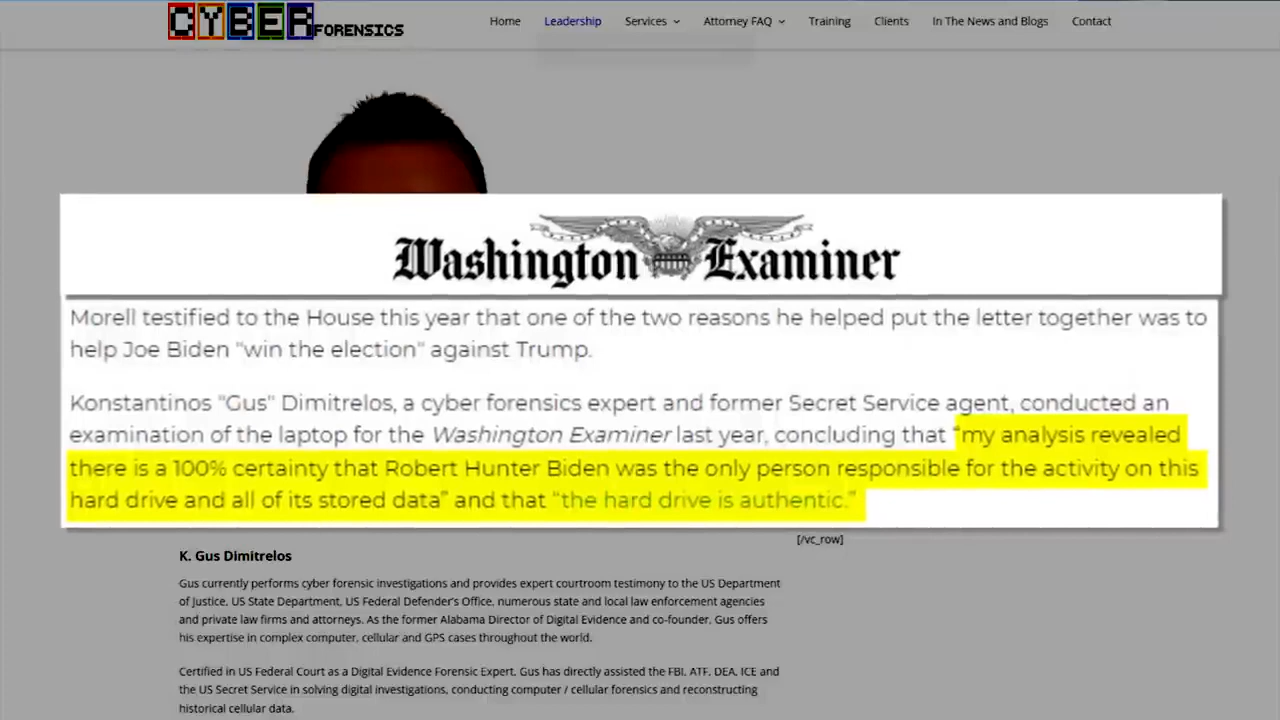 CYBER FORENSICS
Home Leadership Services Attorney FAQ Training Clients In The News and Blogs Contact
Washington Examiner
Morell testified to the House this year that one of the two reasons he helped put the letter together was to
help Joe Biden "win the election" against Trump.
Konstantinos "Gus" Dimitrelos, a cyber forensics expert and former Secret Service agent, conducted an
examination of the laptop for the Washington Examiner last year, concluding that “my analysis revealed
there is a 100% certainty that Robert Hunter Biden was the only person responsible for the activity on this
hard drive and all of its stored data” and that “the hard drive is authentic.”
[/vc_row]
K. Gus Dimitrelos
Gus currently performs cyber forensic investigations and provides expert courtroom testimony to the US Department
of Justice, US State Department, US Federal Defender's Office, numerous state and local law enforcement agencies
and private law firms and attorneys. As the former Alabama Director of Digital Evidence and co-founder, Gus offers
his expertise in complex computer, cellular and GPS cases throughout the world.
Certified in US Federal Court as a Digital Evidence Forensic Expert, Gus has directly assisted the FBI, ATF, DEA, ICE and
the US Secret Service in solving digital investigations, conducting computer / cellular forensics and reconstructing
historical cellular data.